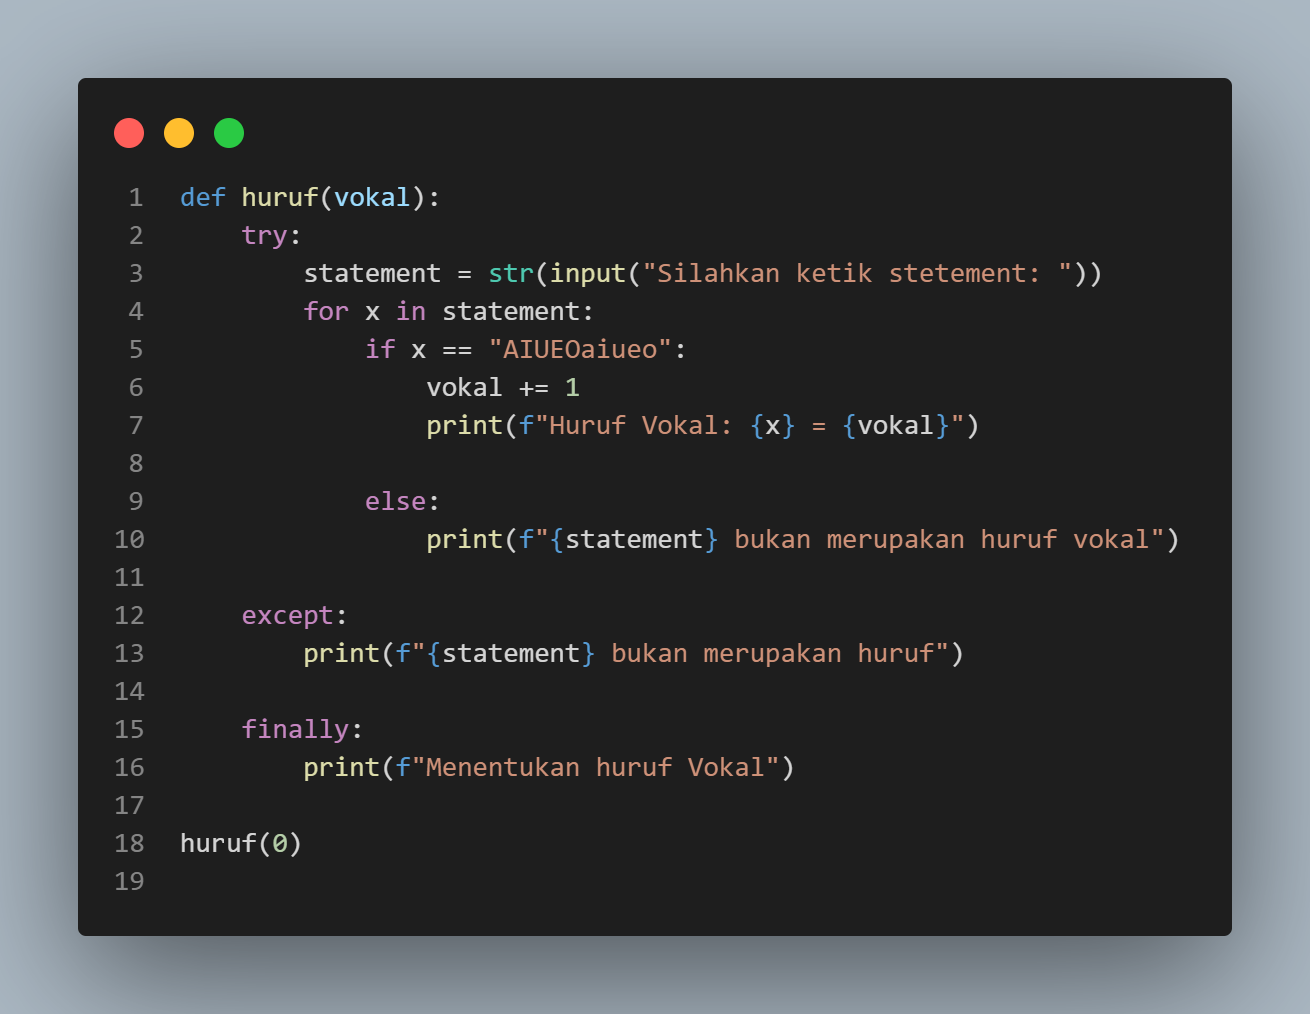 1 def huruf(vokal):
2     try:
3         statement = str(input("Silahkan ketik stetement: "))
4         for x in statement:
5             if x == "AIUEOaiueo":
6                 vokal += 1
7                 print(f"Huruf Vokal: {x} = {vokal}")
8
9             else:
10                 print(f"{statement} bukan merupakan huruf vokal")
11
12     except:
13         print(f"{statement} bukan merupakan huruf")
14
15     finally:
16         print(f"Menentukan huruf Vokal")
17
18 huruf(0)
19